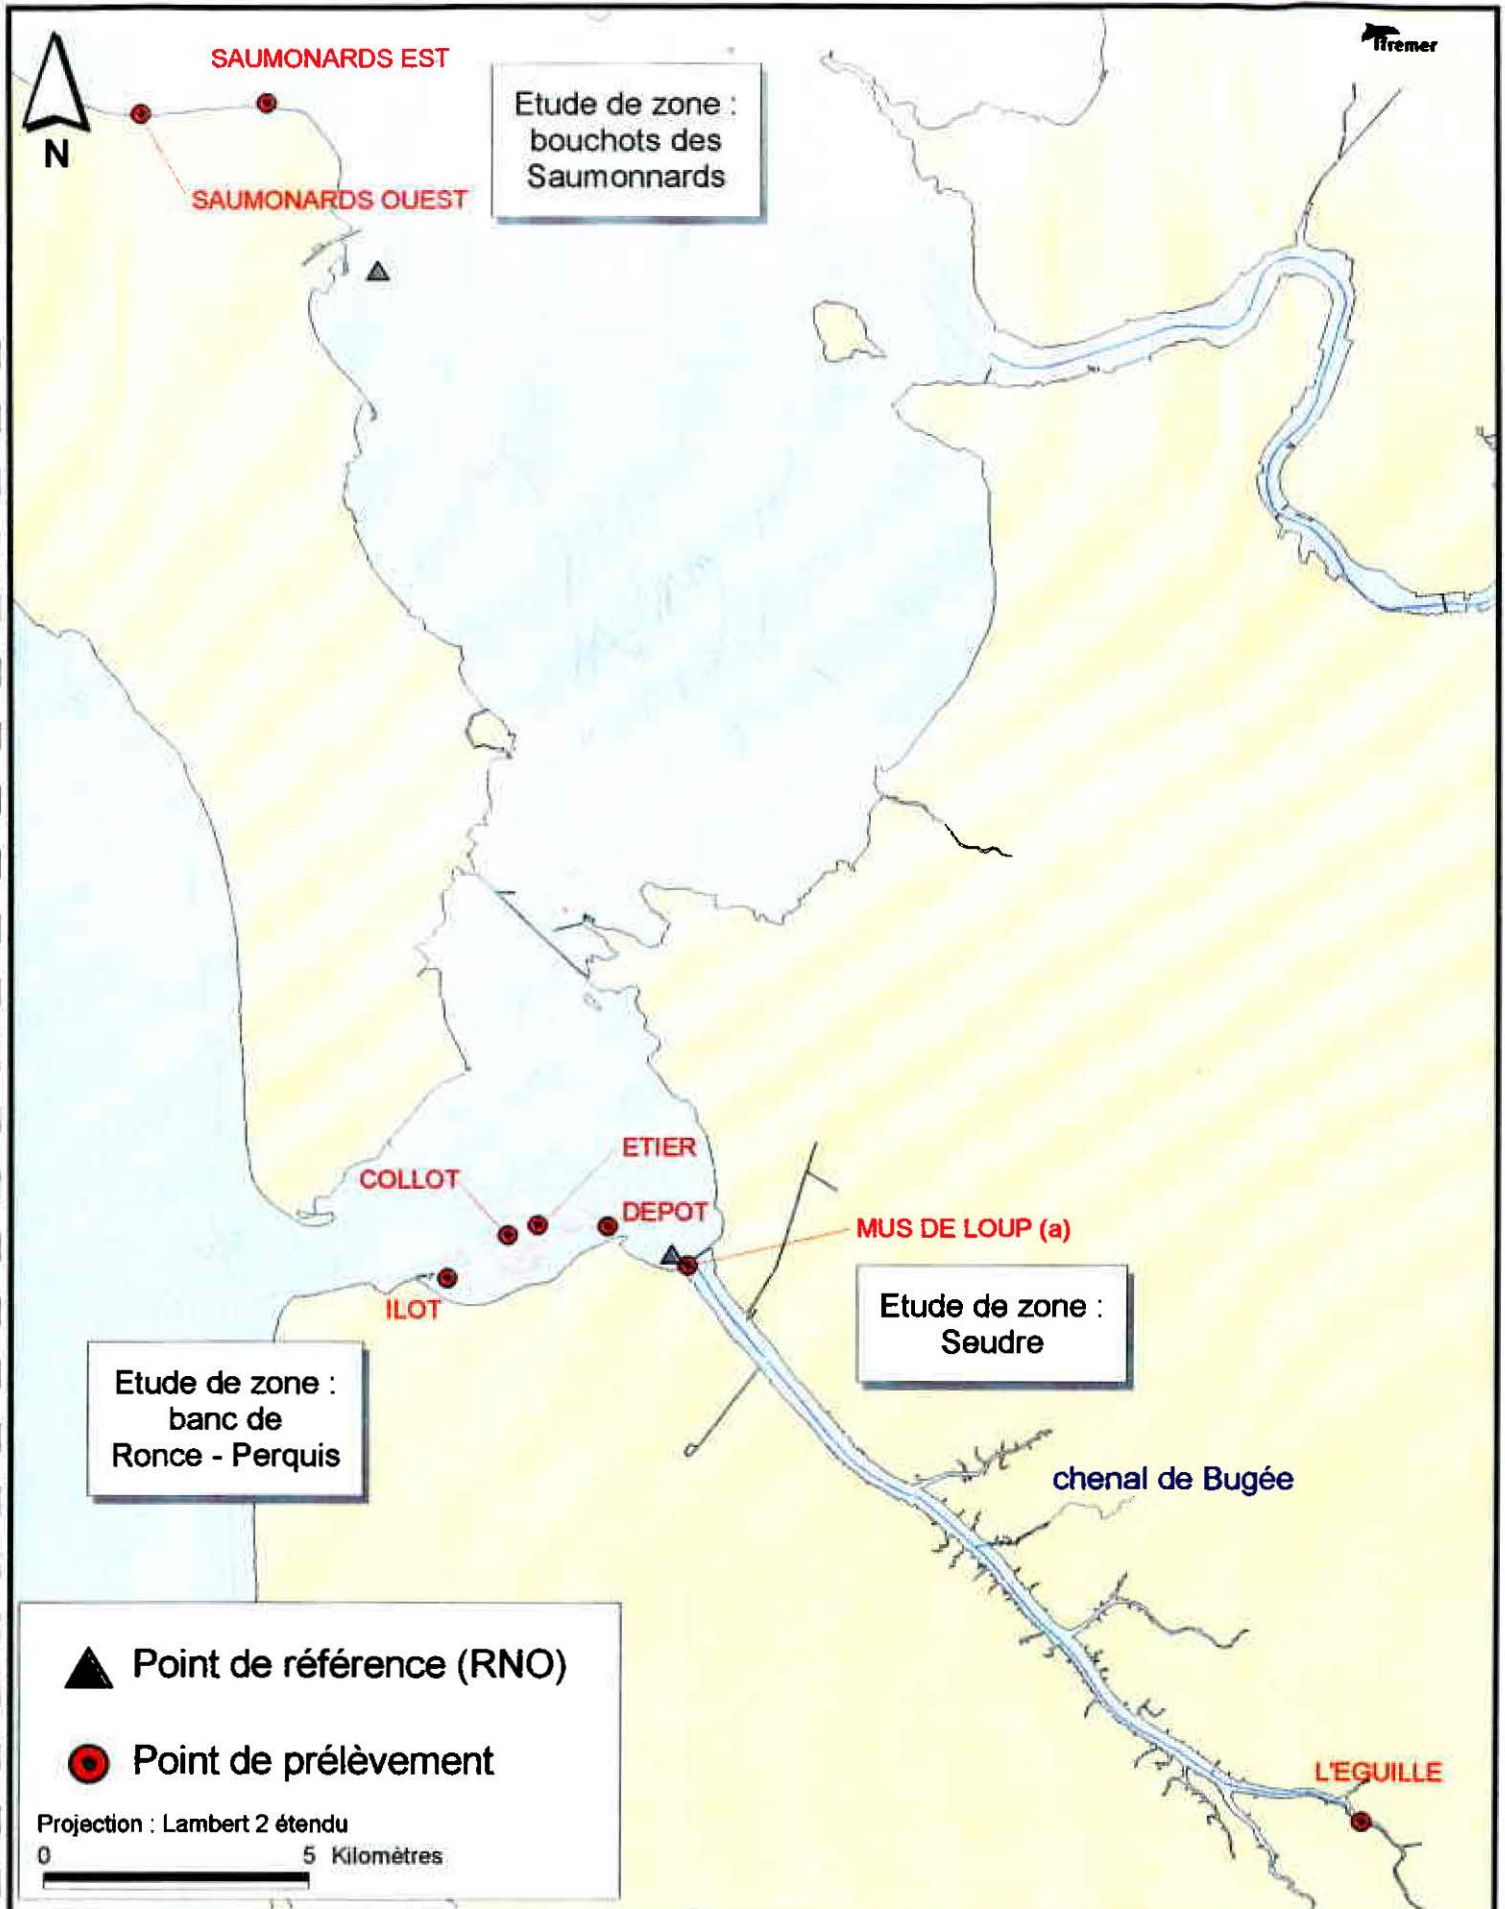 Ifremer
SAUMONARDS EST
Etude de zone :
bouchots des
Saumonnards
N
SAUMONARDS OUEST
ETIER
COLLOT
DEPOT
MUS DE LOUP (a)
ILOT
Etude de zone :
Seudre
Etude de zone :
banc de
Ronce - Perquis
chenal de Bugée
L'EGUILLE
Point de référence (RNO)
Point de prélèvement
Projection : Lambert 2 étendu
0 5 Kilomètres